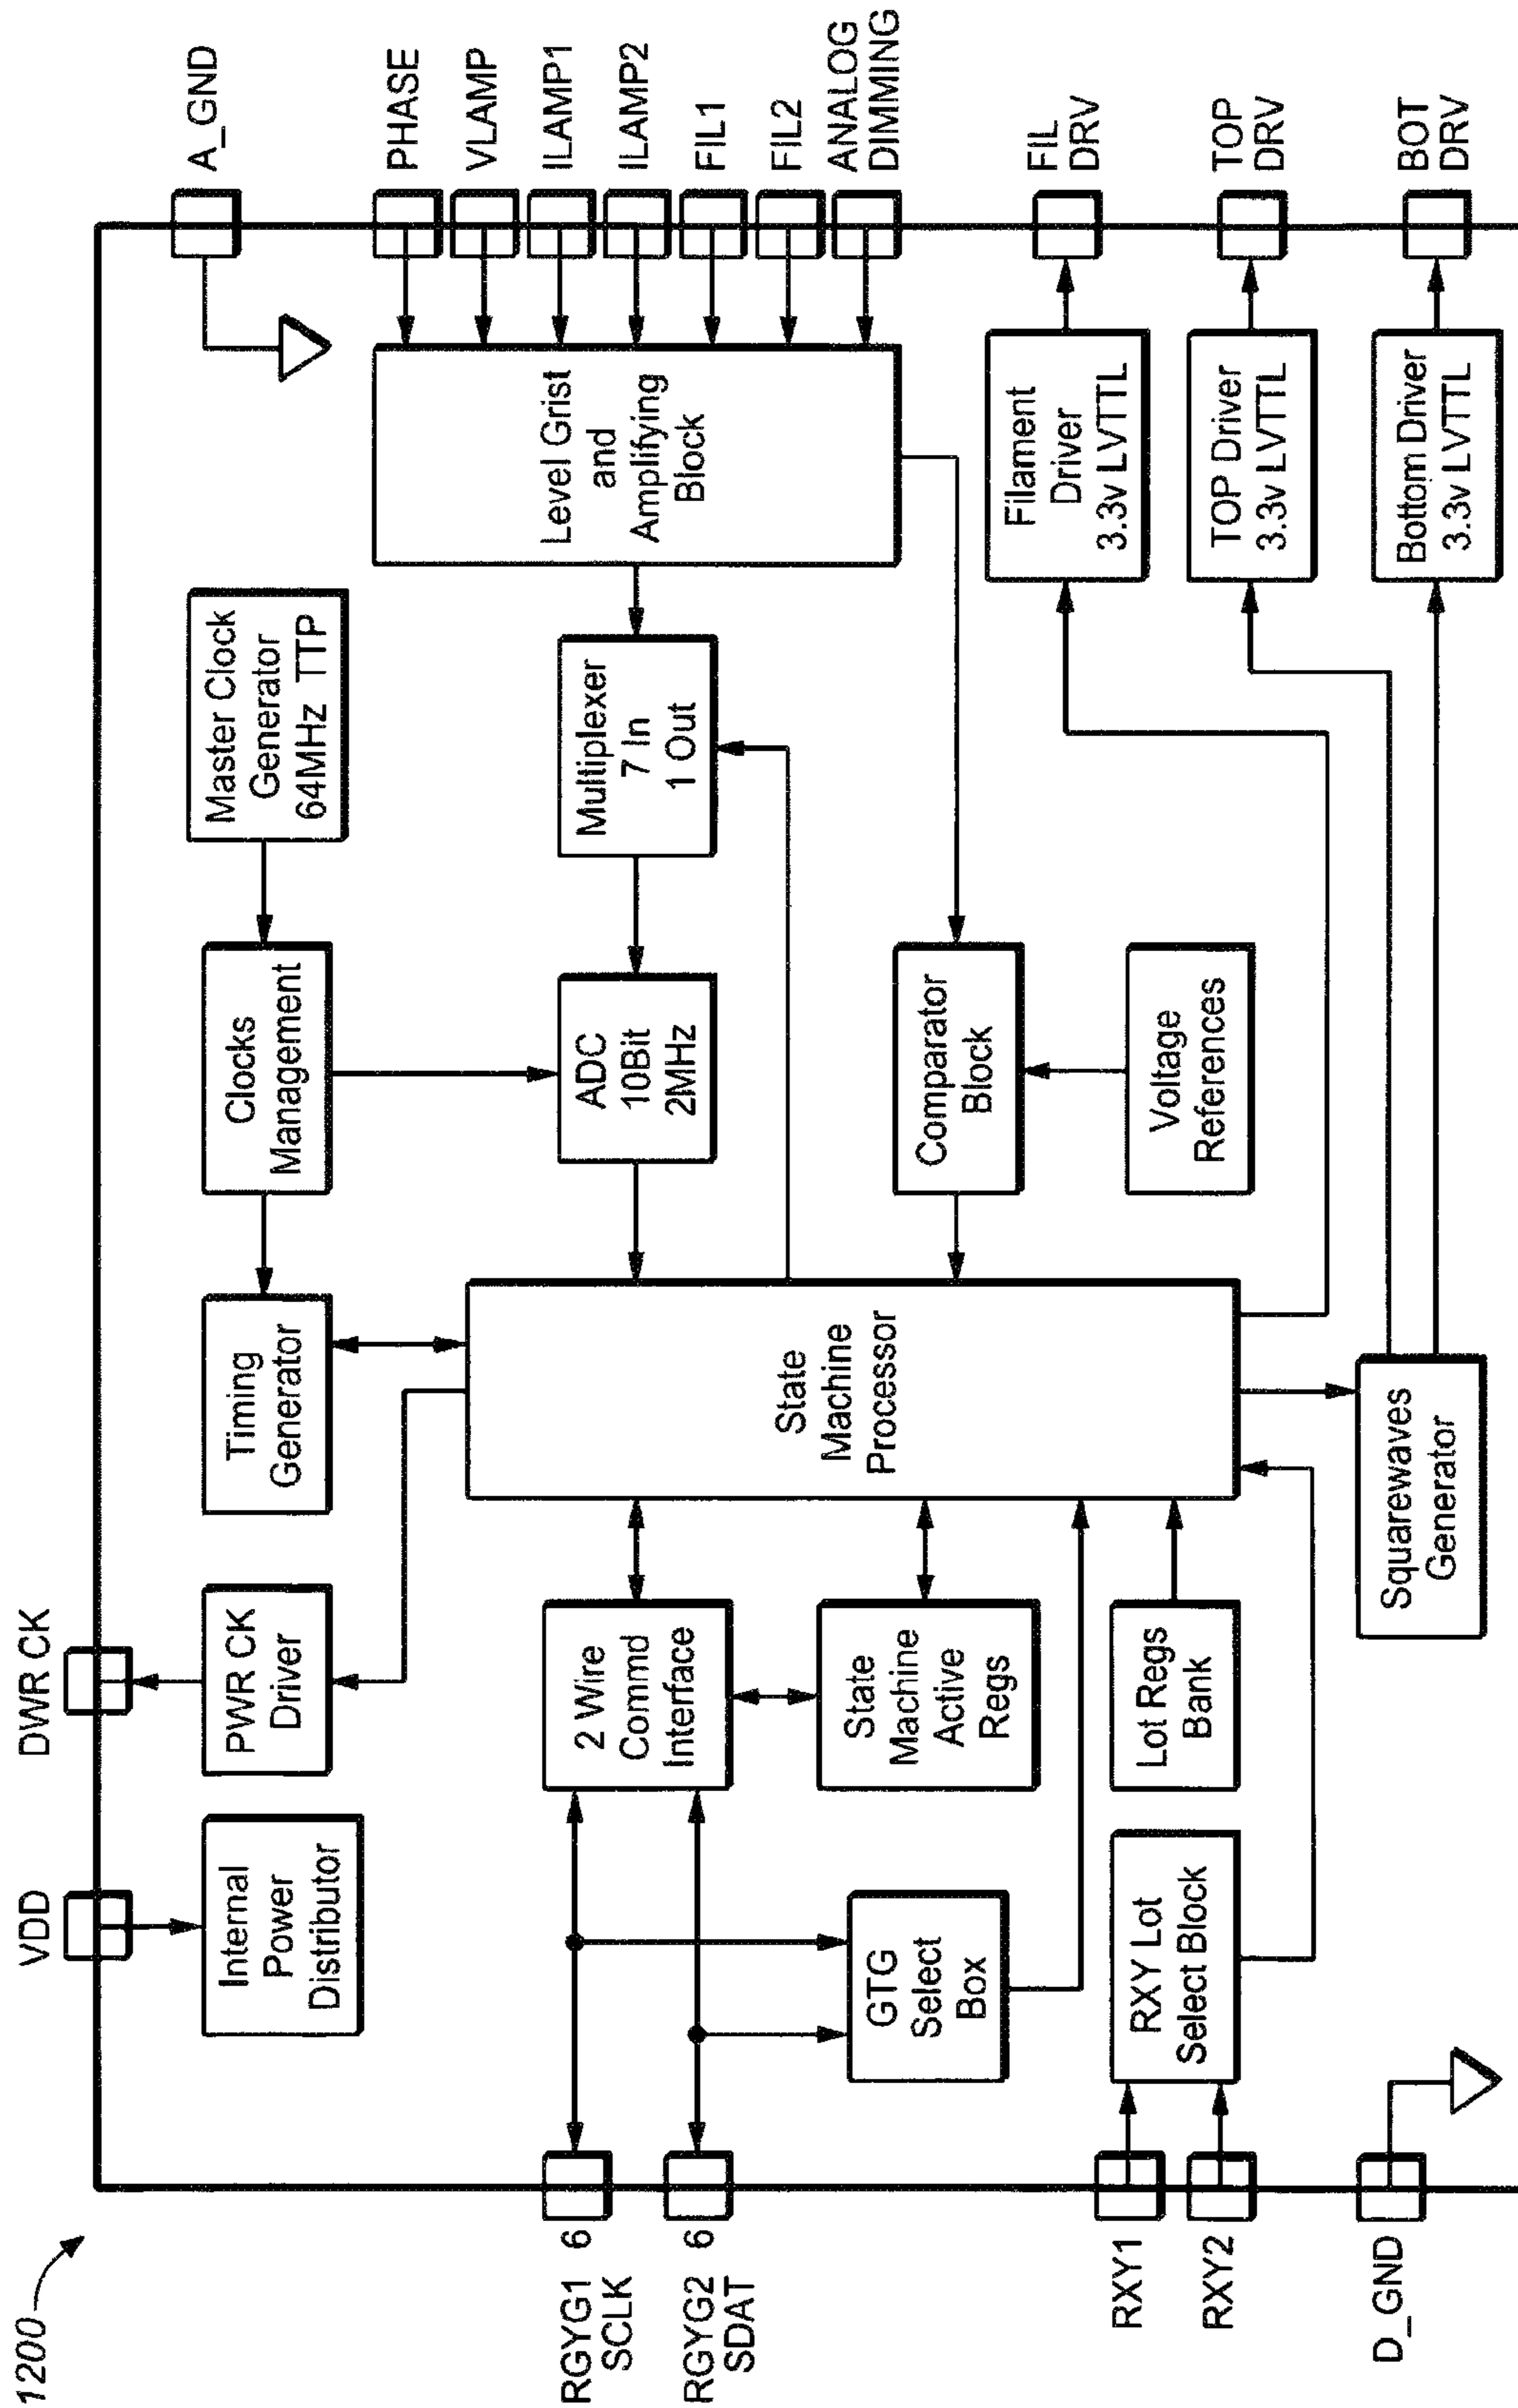 1200
VDD
DWR CK
A_GND
Internal
Power
Distributor
PWR CK
Driver
Timing
Generator
Clocks
Management
Master Clock
Generator
64MHz TTP
PHASE
VLAMP
ILAMP1
ILAMP2
FIL1
FIL2
ANALOG
DIMMING
RGYG1
SCLK
6
RGYG2
SDAT
6
2 Wire
Commd
Interface
State
Machine
Processor
ADC
10Bit
2MHz
Multiplexer
7 In
1 Out
Level Grist
and
Amplifying
Block
GTG
Select
Box
State
Machine
Active
Regs
Comparator
Block
Filament
Driver
3.3v LVTTL
FIL
DRV
RXY1
RXY2
RXY Lot
Select Block
Lot Regs
Bank
Voltage
References
TOP Driver
3.3v LVTTL
TOP
DRV
D_GND
Squarewaves
Generator
Bottom Driver
3.3v LVTTL
BOT
DRV